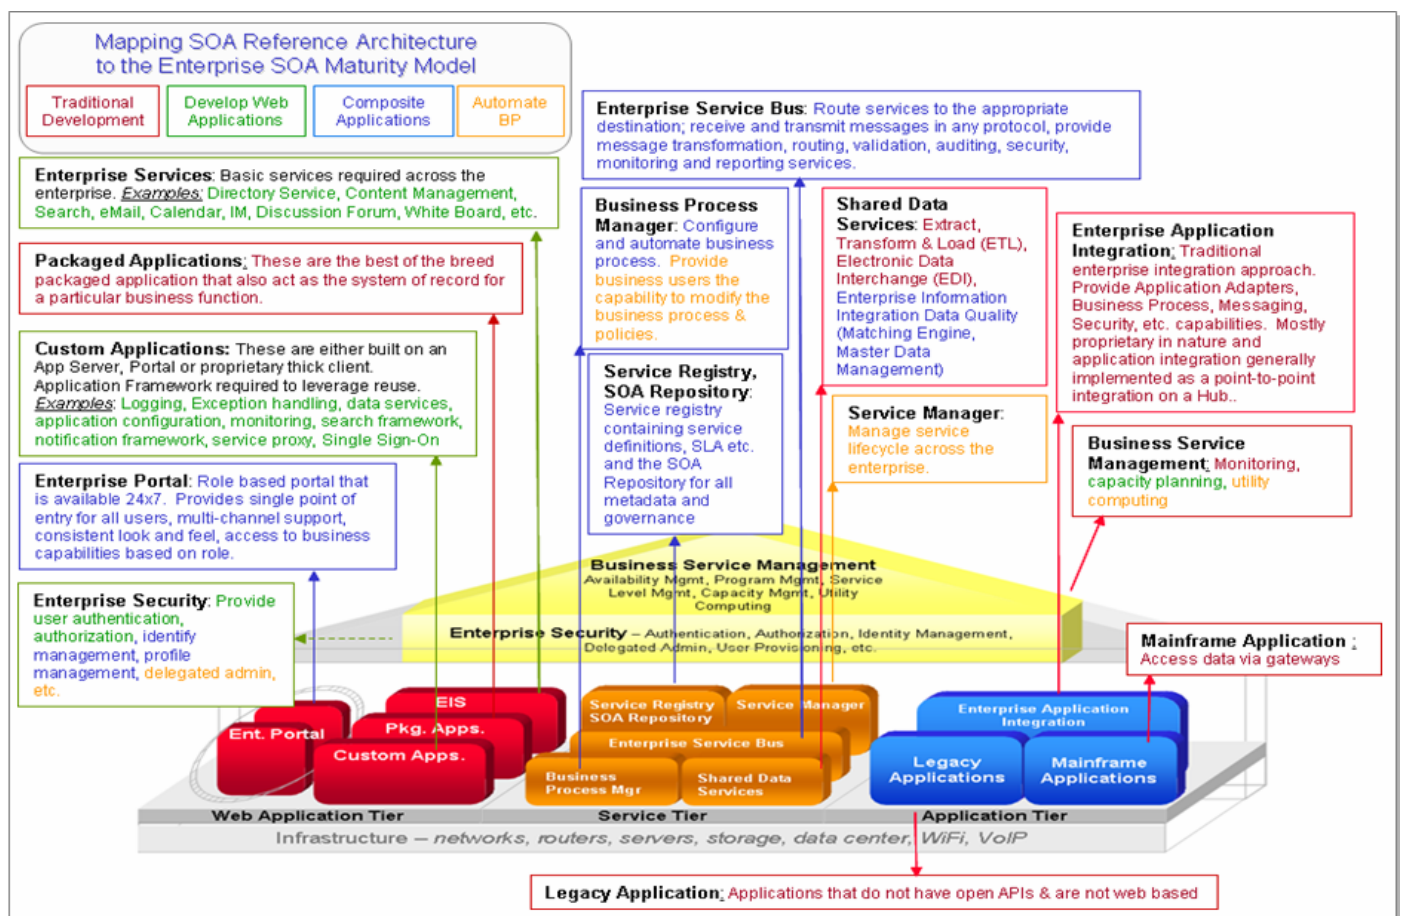 Mapping SOA Reference Architecture
to the Enterprise SOA Maturity Model
Traditional
Development
Develop Web
Applications
Composite
Applications
Automate
BP
Enterprise Services: Basic services required across the
enterprise. Examples: Directory Service, Content Management,
Search, eMail, Calendar, IM, Discussion Forum, White Board, etc.
Packaged Applications: These are the best of the breed
packaged application that also act as the system of record for
a particular business function.
Custom Applications: These are either built on an
App Server, Portal or proprietary thick client.
Application Framework required to leverage reuse.
Examples: Logging, Exception handling, data services,
application configuration, monitoring, search framework,
notification framework, service proxy, Single Sign-On
Enterprise Portal: Role based portal that
is available 24x7. Provides single point of
entry for all users, multi-channel support,
consistent look and feel, access to business
capabilities based on role.
Enterprise Security: Provide
user authentication,
authorization, identify
management, profile
management, delegated admin,
etc.
Enterprise Service Bus: Route services to the appropriate
destination; receive and transmit messages in any protocol, provide
message transformation, routing, validation, auditing, security,
monitoring and reporting services.
Business Process
Manager: Configure
and automate business
process. Provide
business users the
capability to modify the
business process &
policies.
Service Registry,
SOA Repository:
Service registry
containing service
definitions, SLA etc.
and the SOA
Repository for all
metadata and
governance
Shared Data
Services: Extract,
Transform & Load (ETL),
Electronic Data
Interchange (EDI),
Enterprise Information
Integration Data Quality
(Matching Engine,
Master Data
Management)
Service Manager:
Manage service
lifecycle across the
enterprise.
Enterprise Application
Integration: Traditional
enterprise integration approach.
Provide Application Adapters,
Business Process, Messaging,
Security, etc. capabilities. Mostly
proprietary in nature and
application integration generally
implemented as a point-to-point
integration on a Hub..
Business Service
Management: Monitoring,
capacity planning, utility
computing
Business Service Management
Availability Mgmt, Program Mgmt, Service
Level Mgmt, Capacity Mgmt, Utility
Computing
Enterprise Security – Authentication, Authorization, Identity Management,
Delegated Admin, User Provisioning, etc.
Mainframe Application :
Access data via gateways
Ent. Portal
EIS
Pkg. Apps.
Custom Apps.
Service Registry
SOA Repository
Service Manager
Enterprise Service Bus
Business
Process Mgr
Shared Data
Services
Enterprise Application
Integration
Legacy
Applications
Mainframe
Applications
Web Application Tier
Service Tier
Application Tier
Infrastructure – networks, routers, servers, storage, data center, WiFi, VoIP
Legacy Application: Applications that do not have open APIs & are not web based